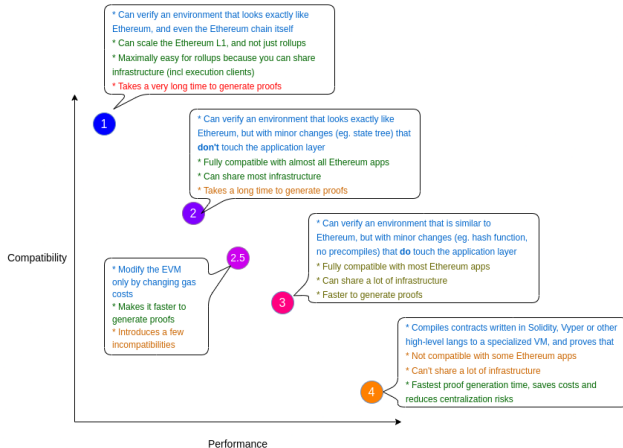 * Can verify an environment that looks exactly like
Ethereum, and even the Ethereum chain itself
* Can scale the Ethereum L1, and not just rollups
* Maximally easy for rollups because you can share
infrastructure (incl execution clients)
* Takes a very long time to generate proofs
1
* Can verify an environment that looks exactly like
Ethereum, but with minor changes (eg. state tree) that
don't touch the application layer
* Fully compatible with almost all Ethereum apps
* Can share most infrastructure
* Takes a long time to generate proofs
2
Compatibility
2.5
* Modify the EVM
only by changing gas
costs
* Makes it faster to
generate proofs
* Introduces a few
incompatibilities
* Can verify an environment that is similar to
Ethereum, but with minor changes (eg. hash function,
no precompiles) that do touch the application layer
* Fully compatible with most Ethereum apps
* Can share a lot of infrastructure
* Faster to generate proofs
3
* Compiles contracts written in Solidity, Vyper or other
high-level langs to a specialized VM, and proves that
* Not compatible with some Ethereum apps
* Can't share a lot of infrastructure
* Fastest proof generation time, saves costs and
reduces centralization risks
4
Performance